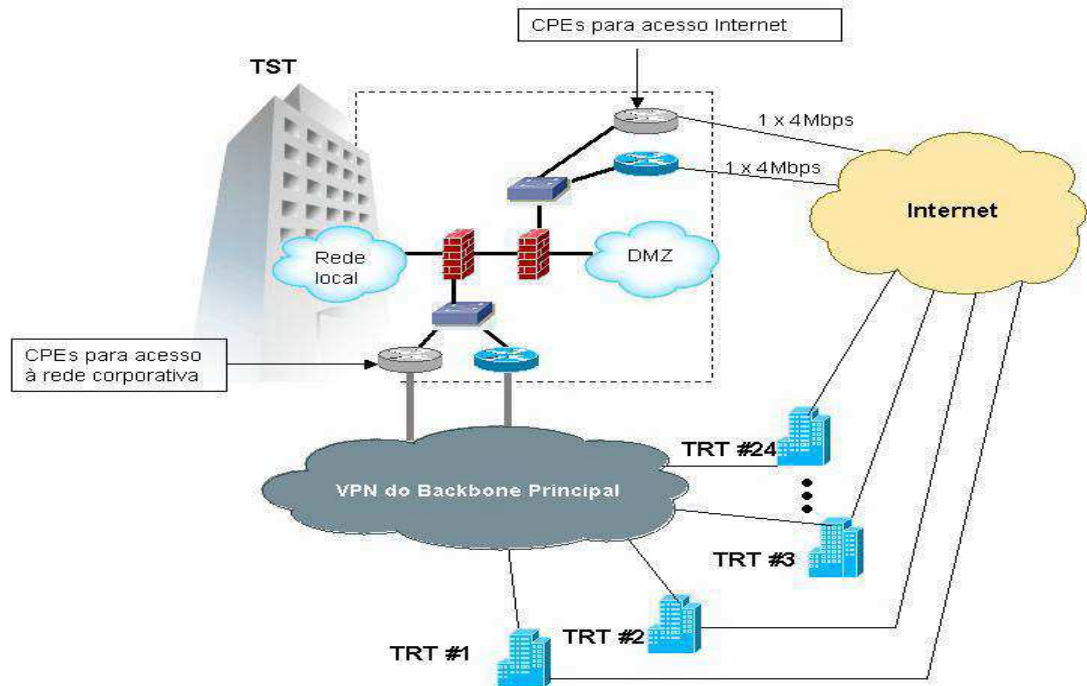 CPEs para acesso Internet
TST
1 x 4Mbps
1 x 4Mbps
Internet
Rede
local
DMZ
CPEs para acesso
à rede corporativa
TRT #24
VPN do Backbone Principal
TRT #3
TRT #2
TRT #1